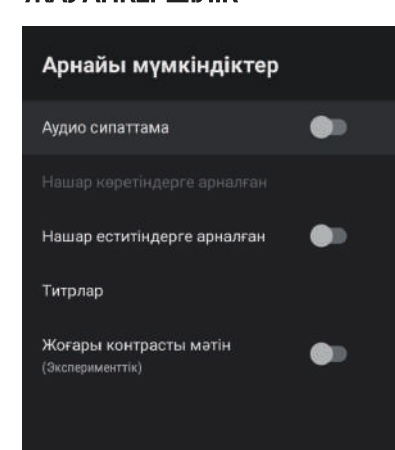 Арнайы мүмкіндіктер
Аудио сипаттама
Нашар көретіндерге арналған
Нашар еститіндерге арналған
Титрлар
Жоғары контрасты мәтін
(Эксперименттік)